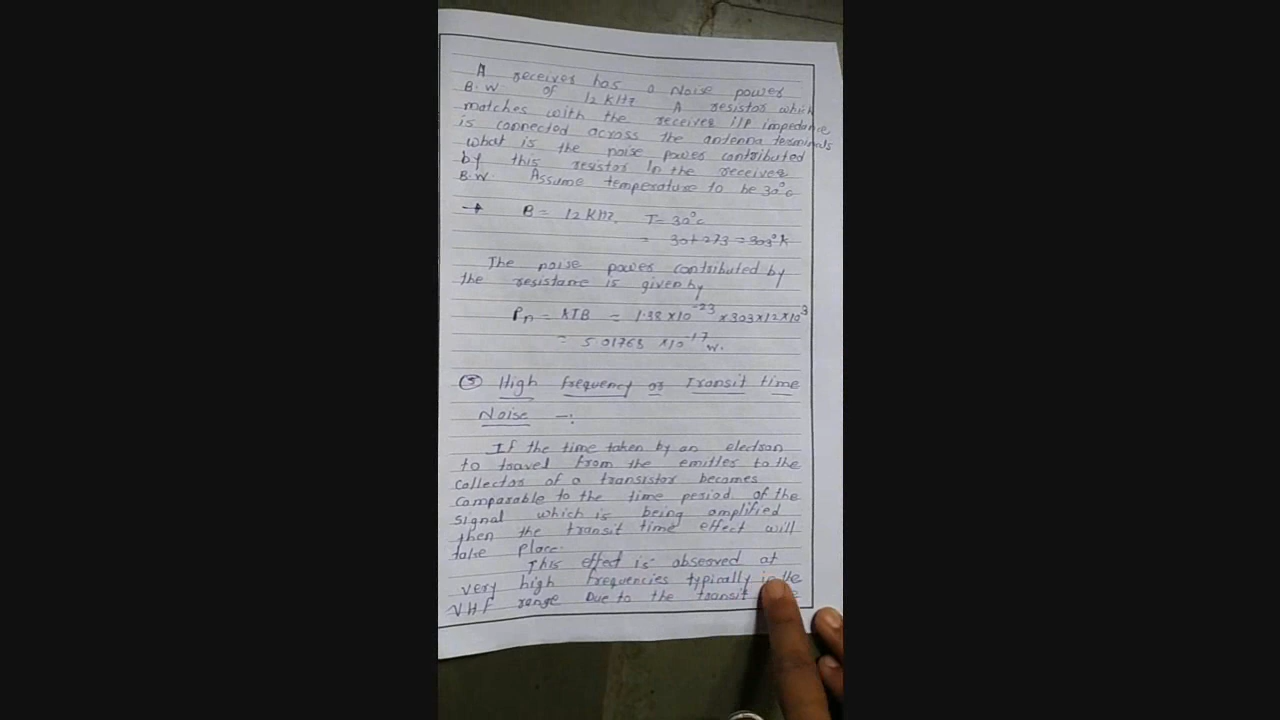 A receiver has a Noise power
B.W. of 12 KHz A resistor which
matches with the receiver i/P impedance
is connected across the antenna terminals
what is the noise power contributed
by this resistor In the receiver
B.W. Assume temperature to be 30°c
→ B = 12 KHz. T = 30°c
= 30+273 = 303°K
The noise power contributed by
the resistance is given by
Pn = KTB = 1.38 × 10^-23 × 303 × 12 × 10^3
= 5.01768 × 10^-17 W.
⑤ High frequency or Transit time
Noise -:
If the time taken by an electron
to travel from the emitter to the
collector of a transistor becomes
comparable to the time period of the
signal which is being amplified
then the transit time effect will
take place.
This effect is observed at
very high frequencies typically
VHF range Due to the transit